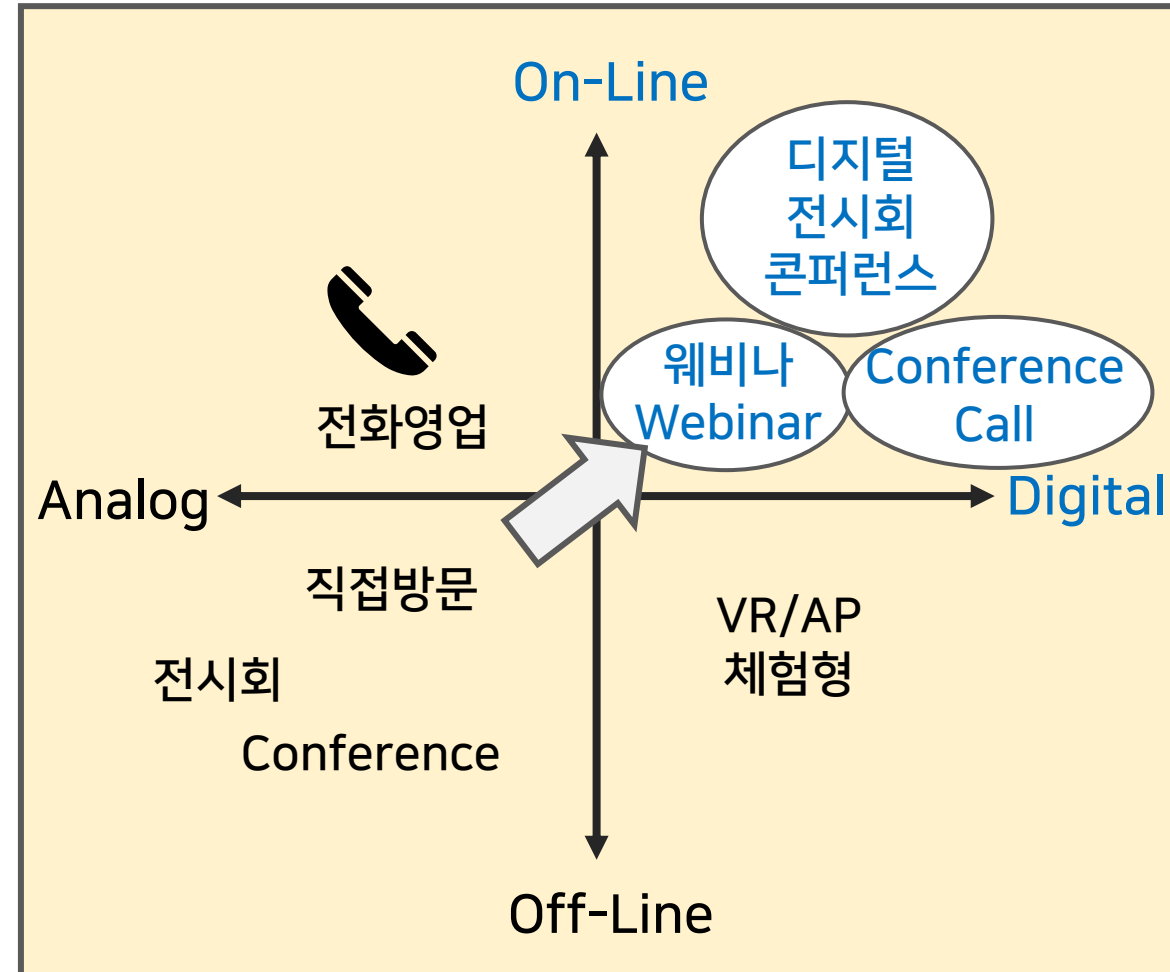 On-Line
디지털
전시회
콘퍼런스
웨비나
Webinar
Conference
Call
전화영업
Analog
Digital
직접방문
VR/AP
체험형
전시회
Conference
Off-Line